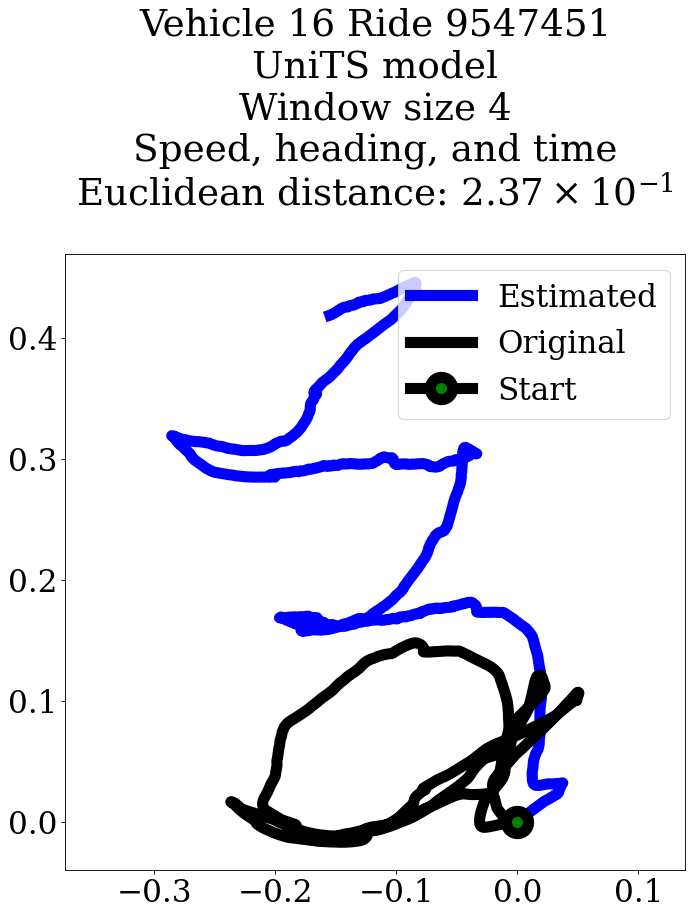 Vehicle 16 Ride 9547451
UniTS model
Window size 4
Speed, heading, and time
Euclidean distance: 2.37 × 10⁻¹
Estimated
Original
Start
0.4
0.3
0.2
0.1
0.0
−0.3
−0.2
−0.1
0.0
0.1